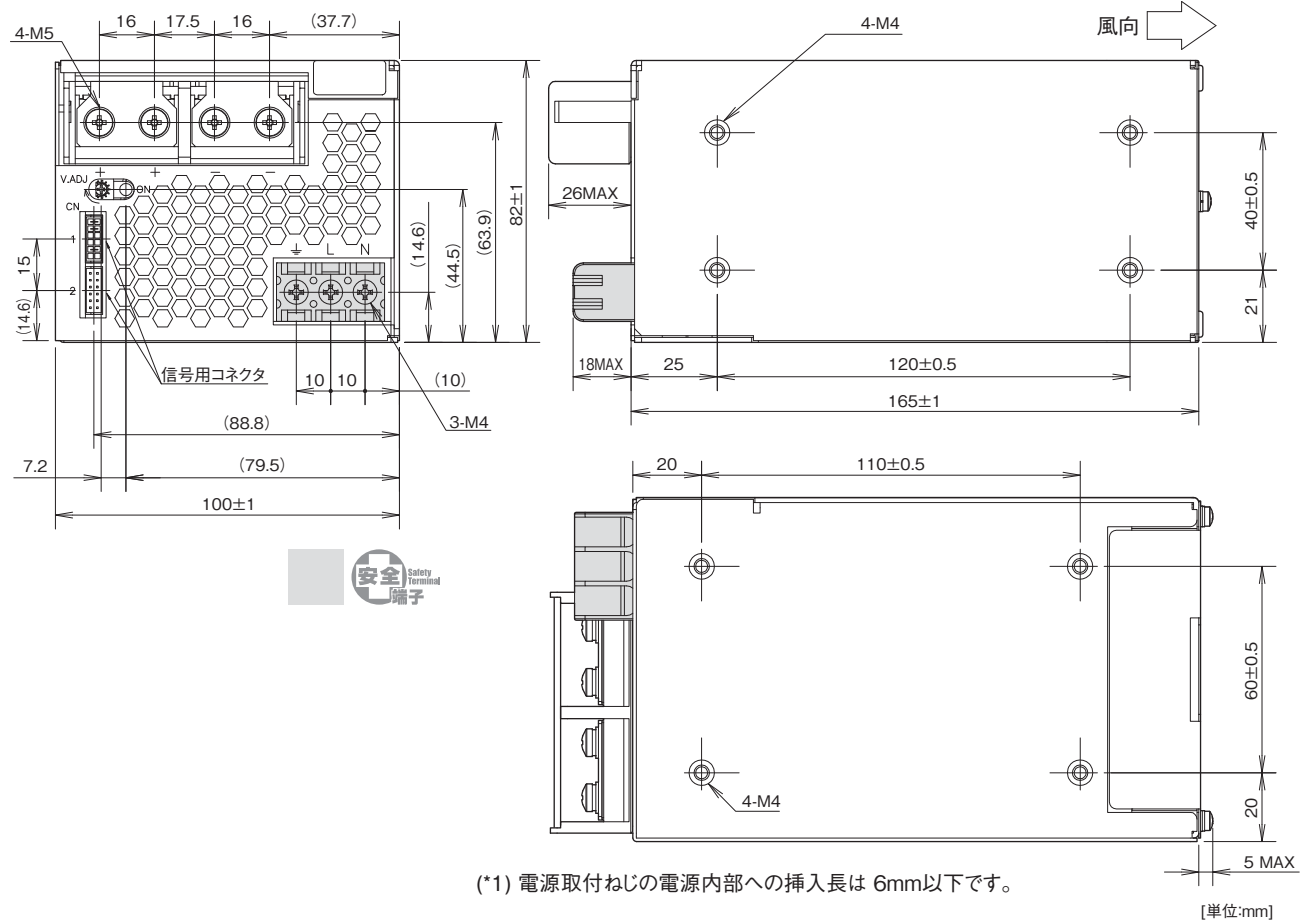 16
17.5
16
(37.7)
4-M5
V.ADJ
+
+
−
−
ON
CN
1
2
L
N
15
(14.6)
(14.6)
(44.5)
(63.9)
82±1
信号用コネクタ
10
10
(10)
3-M4
(88.8)
7.2
(79.5)
100±1
安全
端子
Safety
Terminal
4-M4
風向
26MAX
40±0.5
21
18MAX
25
120±0.5
165±1
20
110±0.5
60±0.5
20
4-M4
5 MAX
(*1) 電源取付ねじの電源内部への挿入長は 6mm以下です。
[単位:mm]